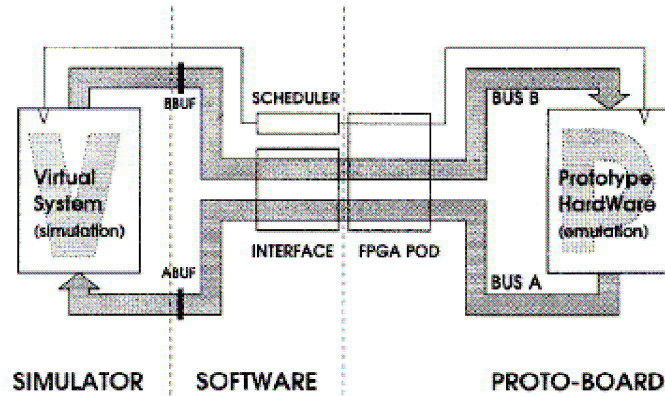 BBUF
SCHEDULER
BUS B
V
Virtual
System
(simulation)
P
Prototype
HardWare
(emulation)
INTERFACE
FPGA POD
ABUF
BUS A
SIMULATOR
SOFTWARE
PROTO-BOARD